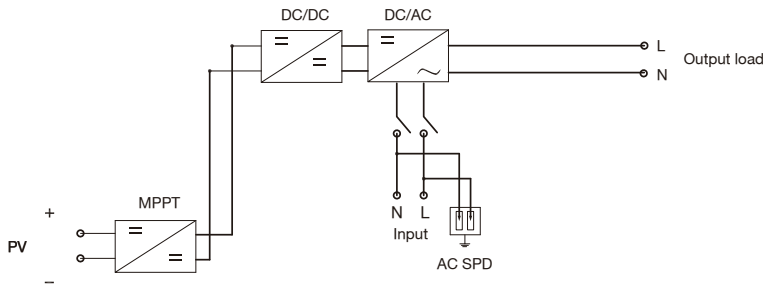 DC/DC
DC/AC
L
N
Output load
MPPT
+
PV
–
N L
Input
AC SPD